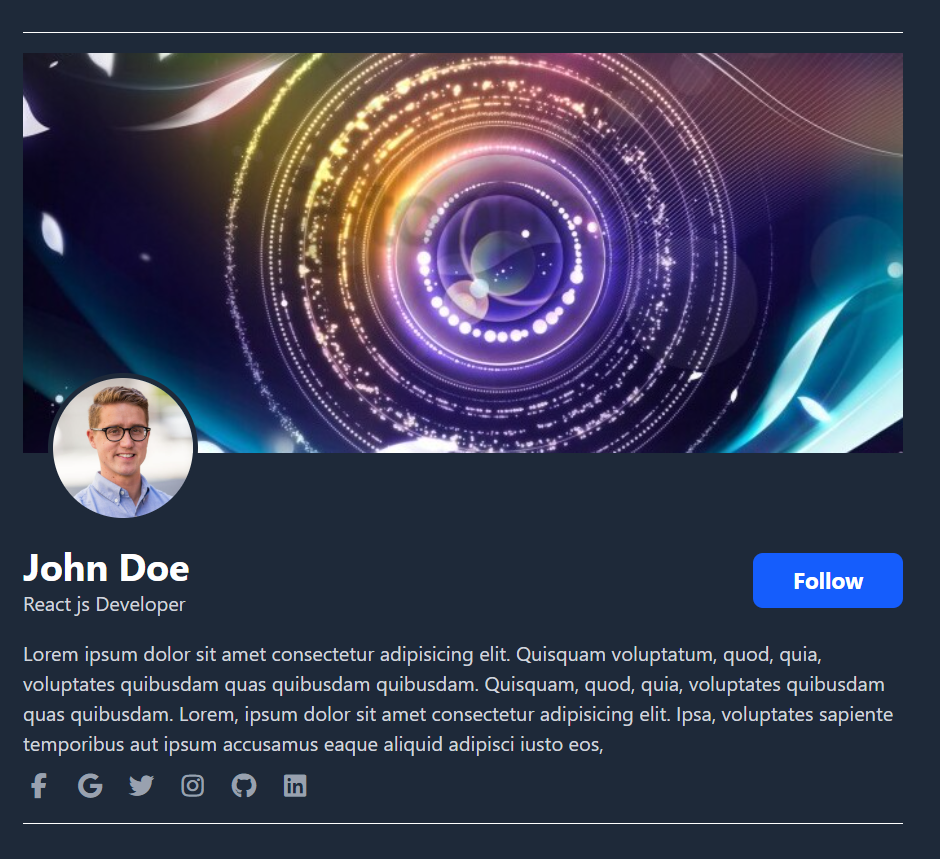 John Doe
React js Developer
Follow
Lorem ipsum dolor sit amet consectetur adipisicing elit. Quisquam voluptatum, quod, quia,
voluptates quibusdam quas quibusdam quibusdam. Quisquam, quod, quia, voluptates quibusdam
quas quibusdam. Lorem, ipsum dolor sit amet consectetur adipisicing elit. Ipsa, voluptates sapiente
temporibus aut ipsum accusamus eaque aliquid adipisci iusto eos,